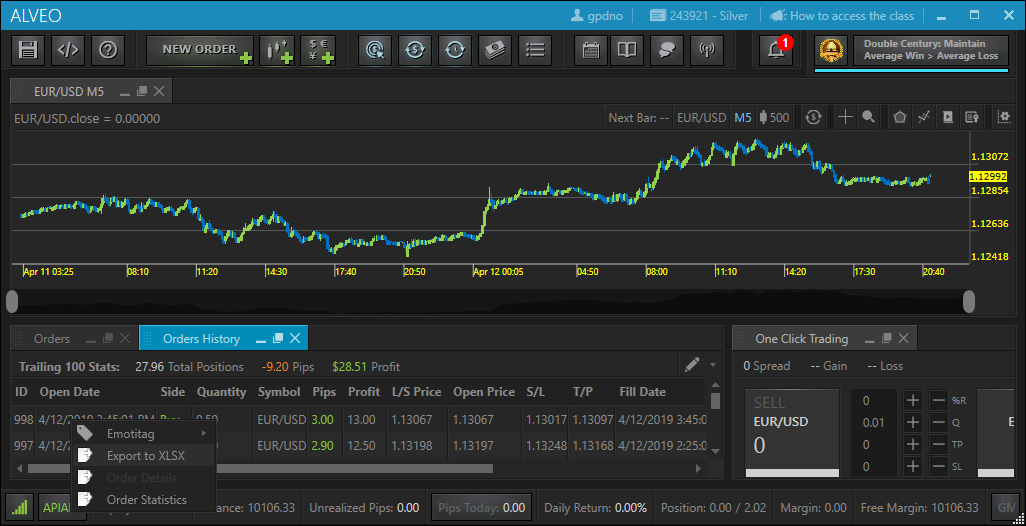 ALVEO
gpdno
243921 - Silver
How to access the class
NEW ORDER
$ €
¥
1
Double Century: Maintain
Average Win > Average Loss
EUR/USD M5
EUR/USD.close = 0.00000
Next Bar: -- EUR/USD M5 500
1.13072
1.12992
1.12854
1.12636
1.12418
Apr 11 03:25 08:10 11:20 14:30 17:40 20:50 Apr 12 00:05 04:50 08:00 11:10 14:20 17:30 20:40
Orders
Orders History
One Click Trading
Trailing 100 Stats: 27.96 Total Positions -9.20 Pips $28.51 Profit
0 Spread -- Gain -- Loss
ID Open Date Side Quantity Symbol Pips Profit L/S Price Open Price S/L T/P Fill Date
998 4/12/2019 3:45:01 PM 0.50 EUR/USD 3.00 13.00 1.13067 1.13067 1.13017 1.13097 4/12/2019 3:45:0
997 EUR/USD 2.90 12.50 1.13198 1.13197 1.13248 1.13168 4/12/2019 2:25:0
Emotitag
Export to XLSX
Order Details
Order Statistics
SELL
EUR/USD
0
0 %R
0.01 Q
0 TP
0 SL
E
APIAR
ance: 10106.33
Unrealized Pips: 0.00
Pips Today: 0.00
Daily Return: 0.00%
Position: 0.00 / 2.02
Margin: 0.00
Free Margin: 10106.33
GM